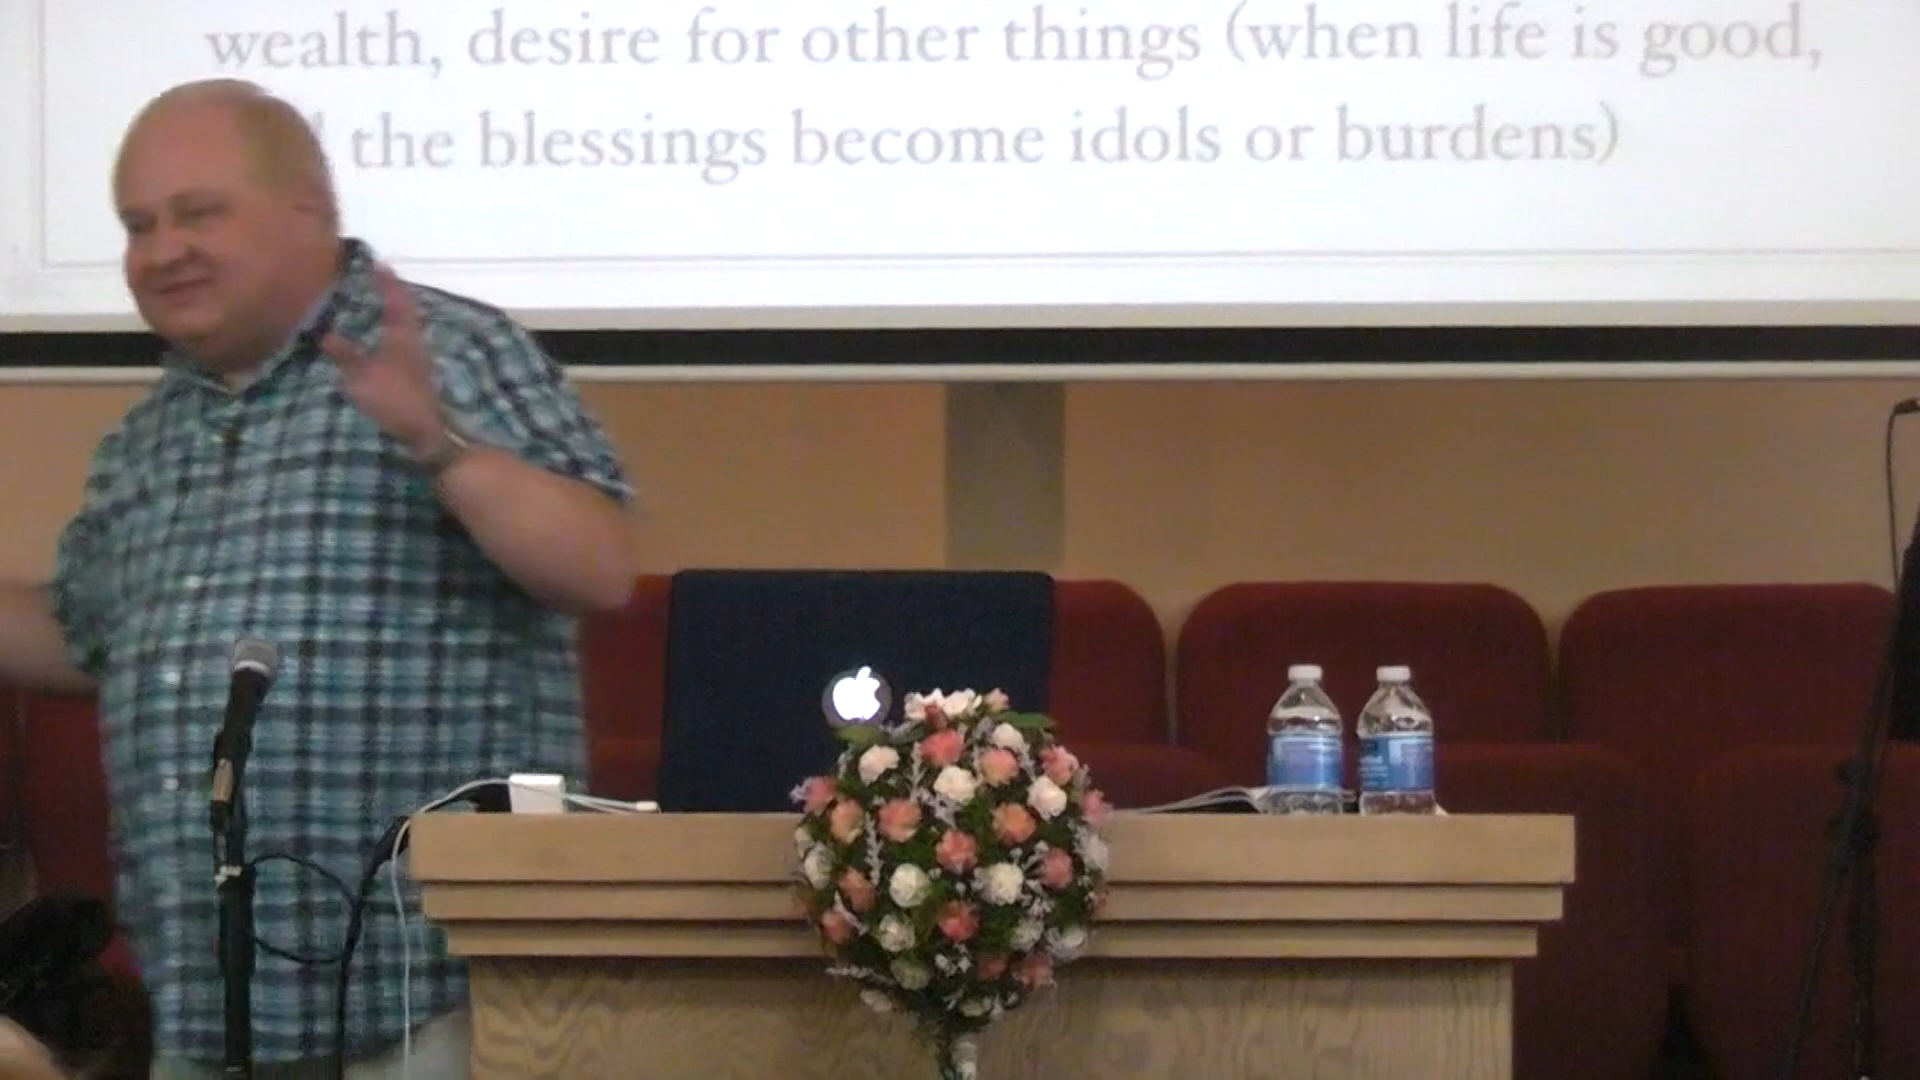 wealth, desire for other things (when life is good,
the blessings become idols or burdens)